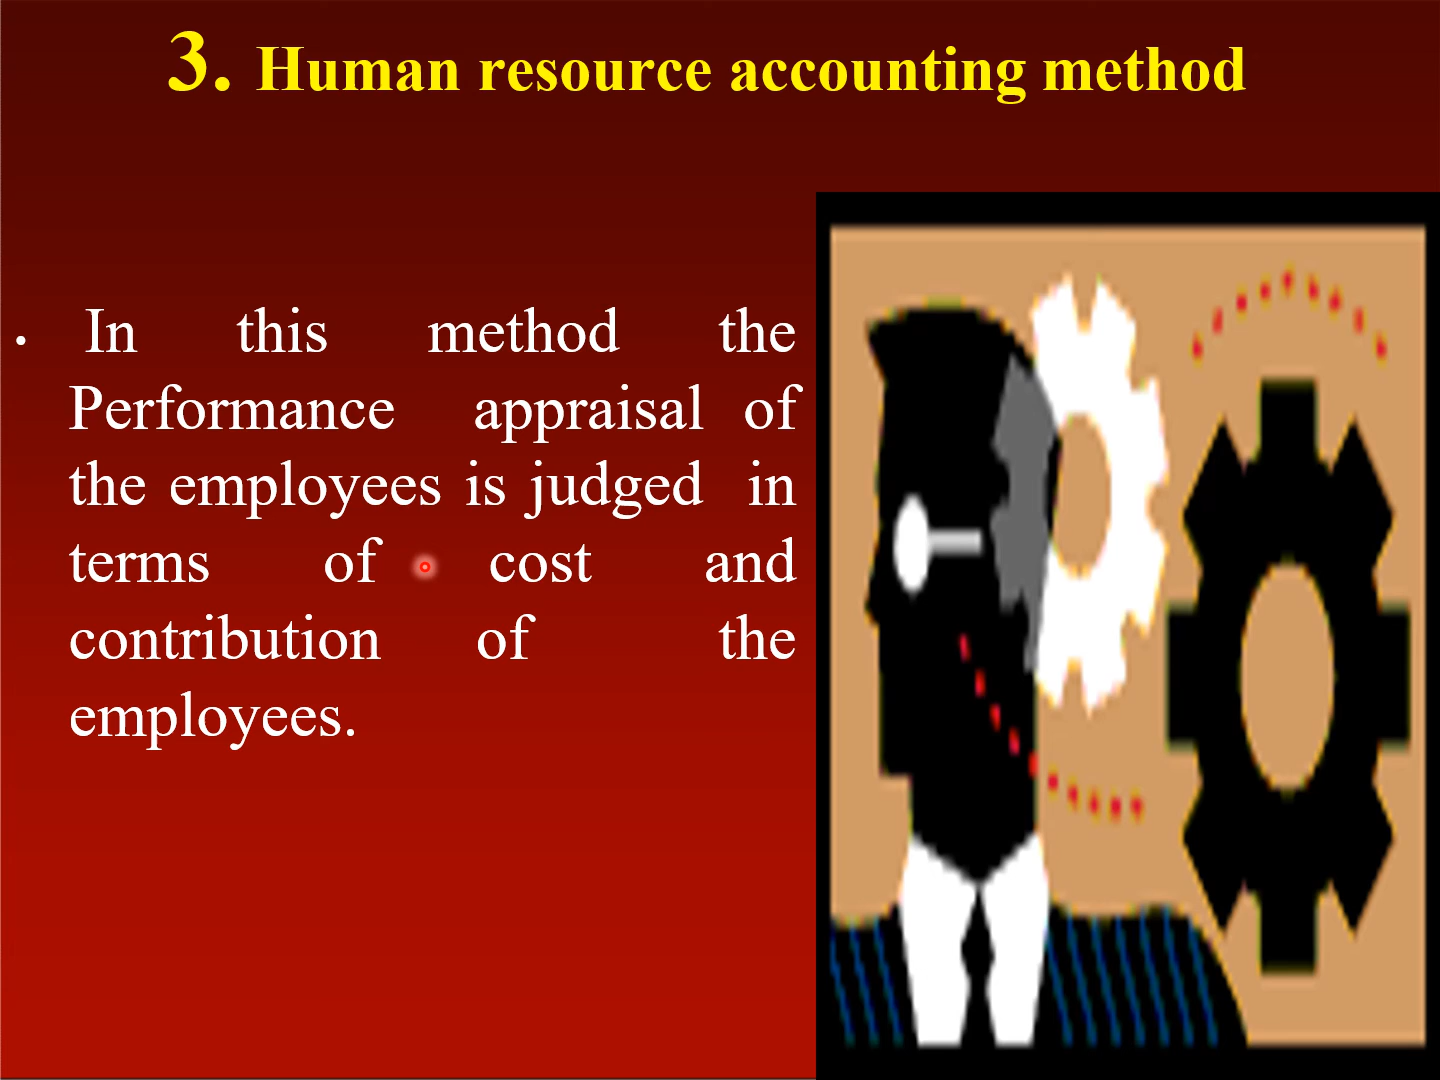 3. Human resource accounting method
• In this method the
Performance appraisal of
the employees is judged in
terms of cost and
contribution of the
employees.